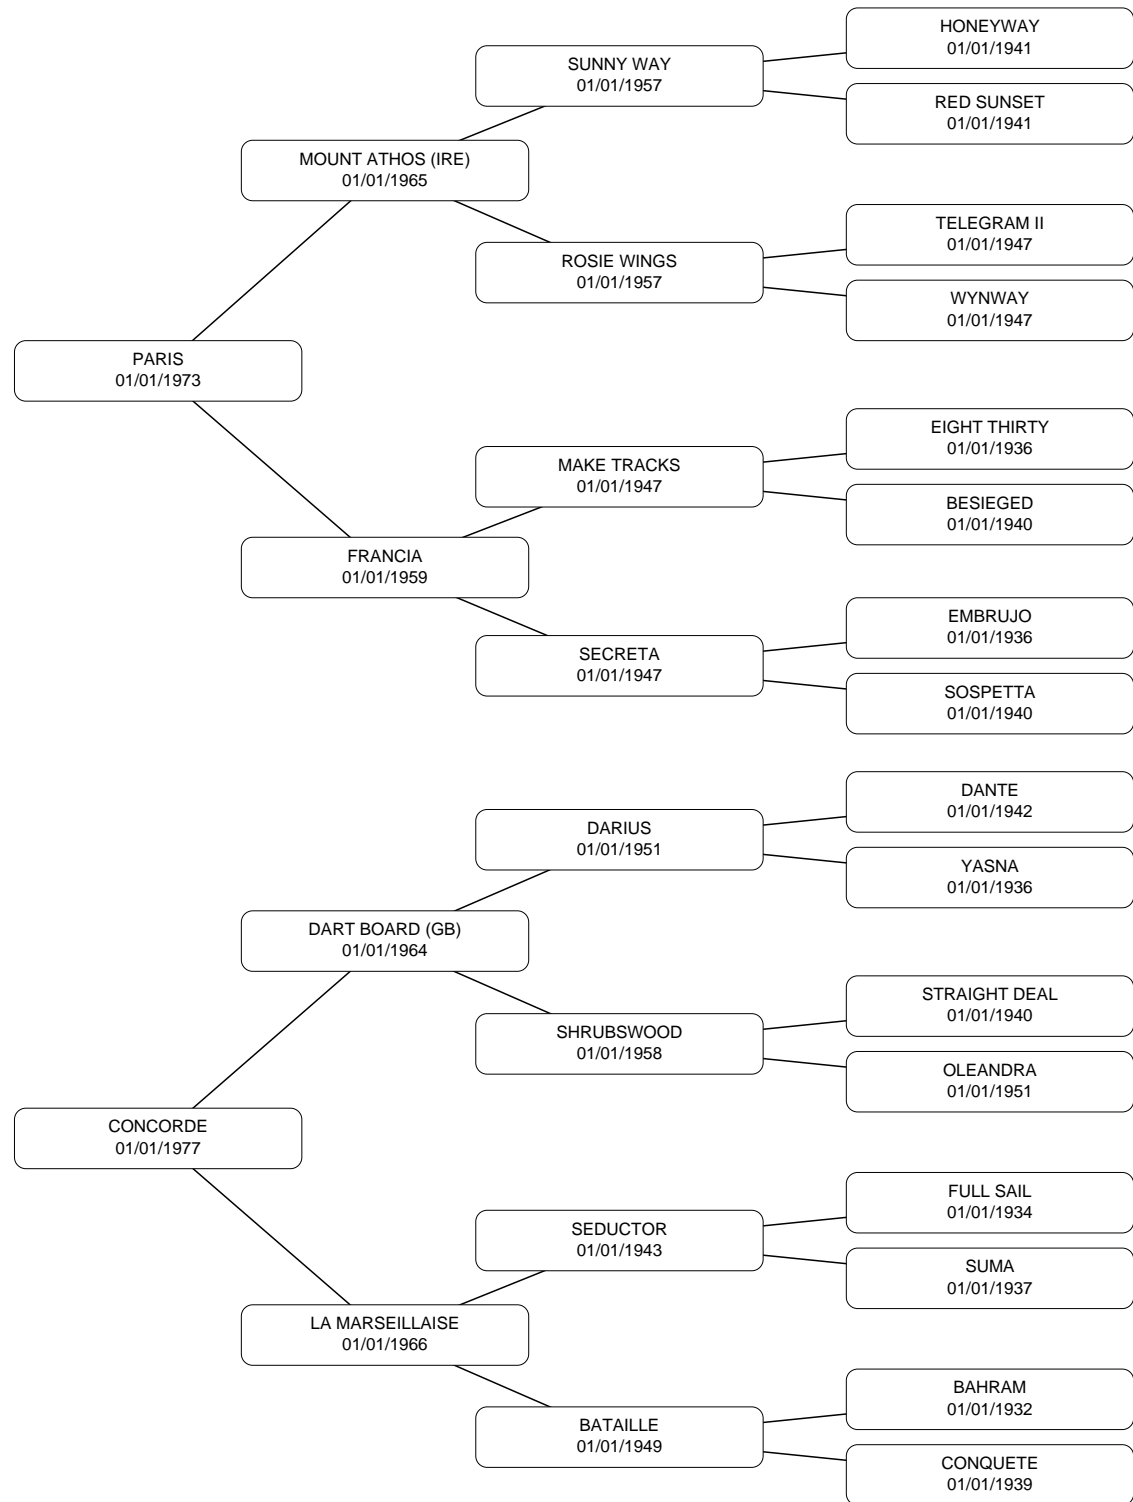 HONEYWAY
01/01/1941
SUNNY WAY
01/01/1957
RED SUNSET
01/01/1941
MOUNT ATHOS (IRE)
01/01/1965
TELEGRAM II
01/01/1947
ROSIE WINGS
01/01/1957
WYNWAY
01/01/1947
PARIS
01/01/1973
EIGHT THIRTY
01/01/1936
MAKE TRACKS
01/01/1947
BESIEGED
01/01/1940
FRANCIA
01/01/1959
EMBRUJO
01/01/1936
SECRETA
01/01/1947
SOSPETTA
01/01/1940
DANTE
01/01/1942
DARIUS
01/01/1951
YASNA
01/01/1936
DART BOARD (GB)
01/01/1964
STRAIGHT DEAL
01/01/1940
SHRUBSWOOD
01/01/1958
OLEANDRA
01/01/1951
CONCORDE
01/01/1977
FULL SAIL
01/01/1934
SEDUCTOR
01/01/1943
SUMA
01/01/1937
LA MARSEILLAISE
01/01/1966
BAHRAM
01/01/1932
BATAILLE
01/01/1949
CONQUETE
01/01/1939